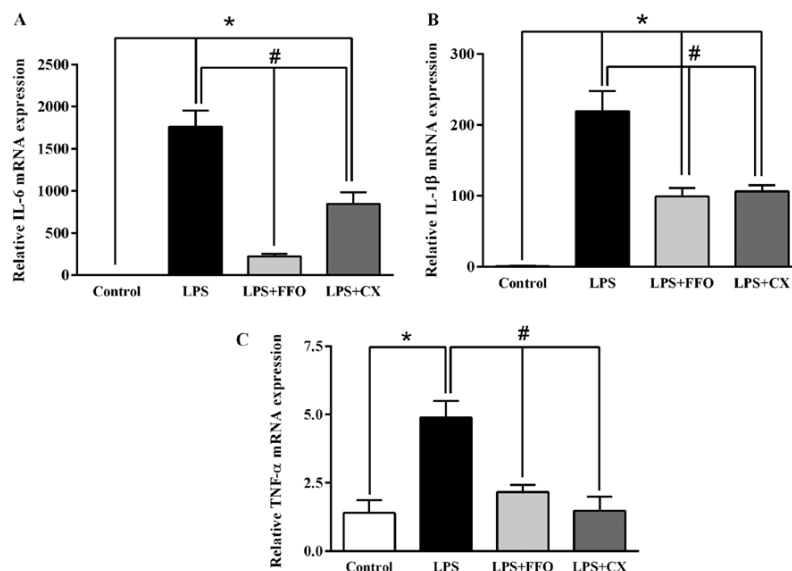 A
*
#
Relative IL-6 mRNA expression
2500
2000
1500
1000
500
0
Control LPS LPS+FFO LPS+CX
B
*
#
Relative IL-1β mRNA expression
300
200
100
0
Control LPS LPS+FFO LPS+CX
C
*
#
Relative TNF-α mRNA expression
7.5
5.0
2.5
0.0
Control LPS LPS+FFO LPS+CX